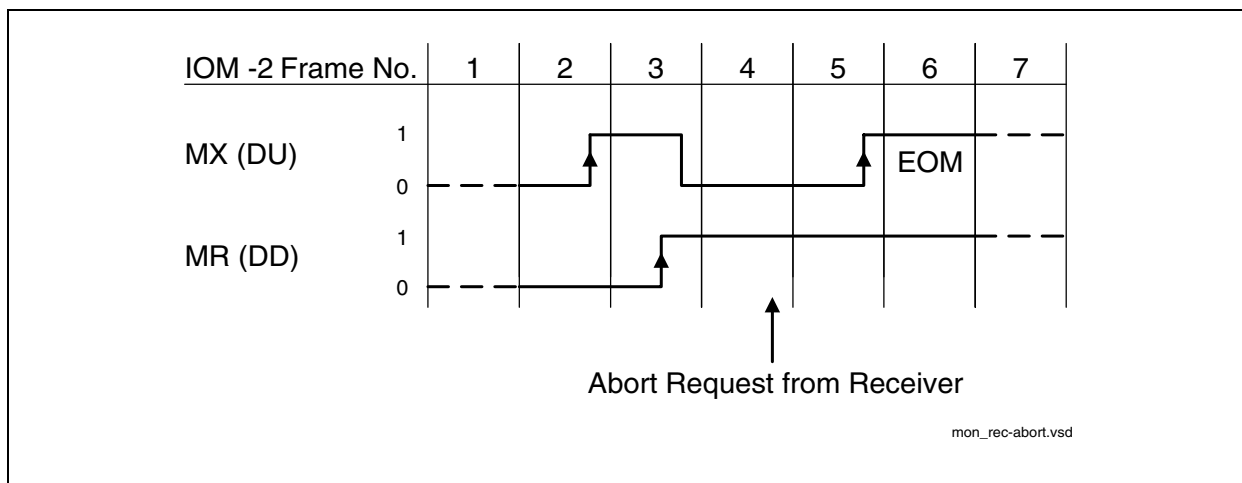 IOM -2 Frame No. 1 2 3 4 5 6 7
1
MX (DU)
EOM
0
1
MR (DD)
0
Abort Request from Receiver
mon_rec-abort.vsd